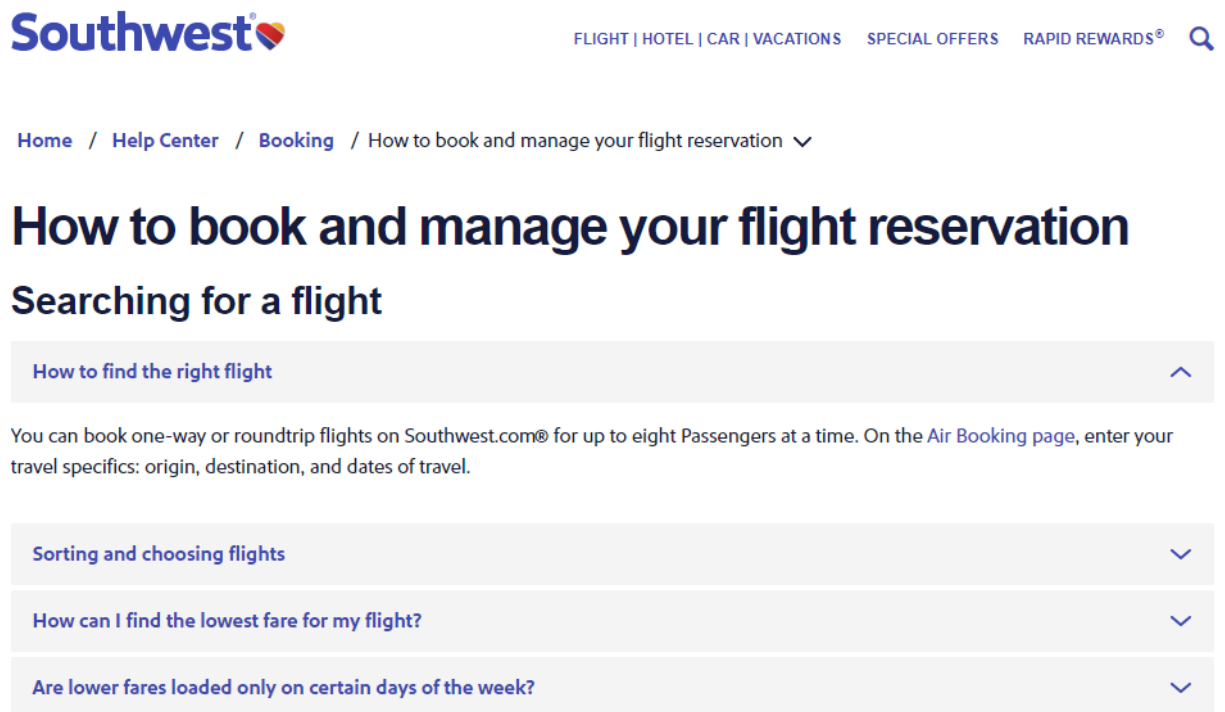 Southwest®
FLIGHT | HOTEL | CAR | VACATIONS SPECIAL OFFERS RAPID REWARDS®
Home / Help Center / Booking / How to book and manage your flight reservation
How to book and manage your flight reservation
Searching for a flight
How to find the right flight
You can book one-way or roundtrip flights on Southwest.com® for up to eight Passengers at a time. On the Air Booking page, enter your
travel specifics: origin, destination, and dates of travel.
Sorting and choosing flights
How can I find the lowest fare for my flight?
Are lower fares loaded only on certain days of the week?